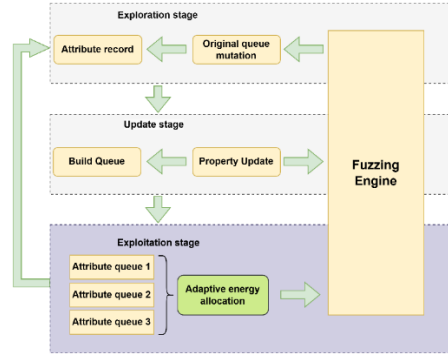 Exploration stage
Attribute record
Original queue
mutation
Update stage
Build Queue
Property Update
Fuzzing
Engine
Exploitation stage
Attribute queue 1
Attribute queue 2
Attribute queue 3
Adaptive energy
allocation